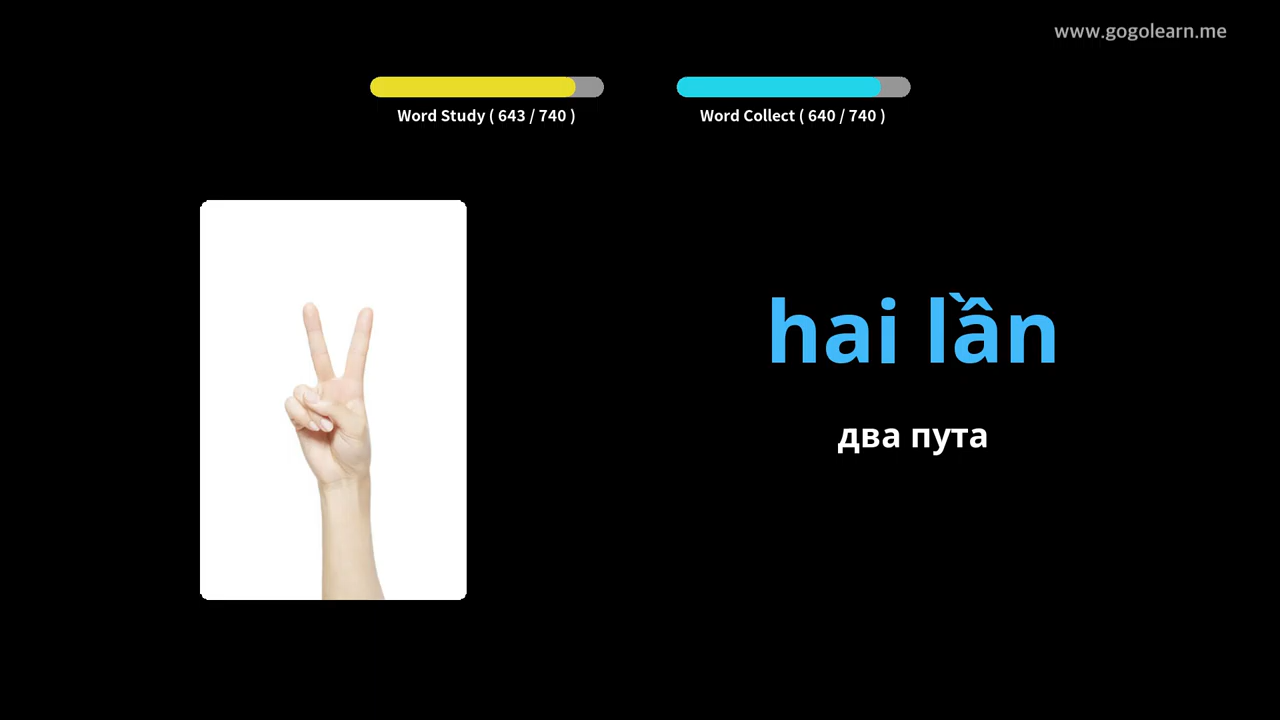 www.gogolearn.me
Word Study ( 643 / 740 )
Word Collect ( 640 / 740 )
hai lần
два пута